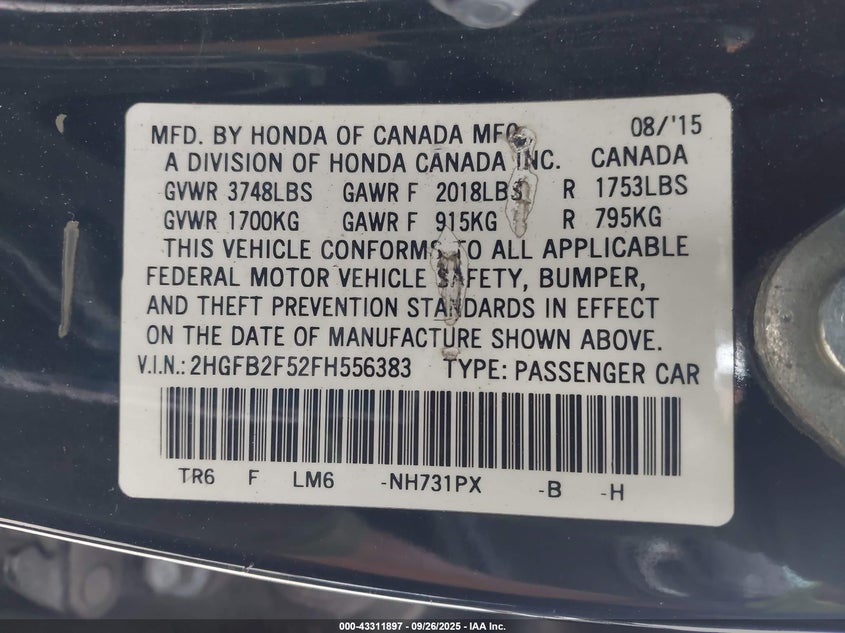 MFD. BY HONDA OF CANADA MFG. 08/'15
A DIVISION OF HONDA CANADA INC. CANADA
GVWR 3748LBS GAWR F 2018LBS R 1753LBS
GVWR 1700KG GAWR F 915KG R 795KG
THIS VEHICLE CONFORMS TO ALL APPLICABLE
FEDERAL MOTOR VEHICLE SAFETY, BUMPER,
AND THEFT PREVENTION STANDARDS IN EFFECT
ON THE DATE OF MANUFACTURE SHOWN ABOVE.
V.I.N.: 2HGFB2F52FH556383 TYPE: PASSENGER CAR
TR6 F LM6 -NH731PX -B -H
000-43311897 - 09/26/2025 - IAA Inc.